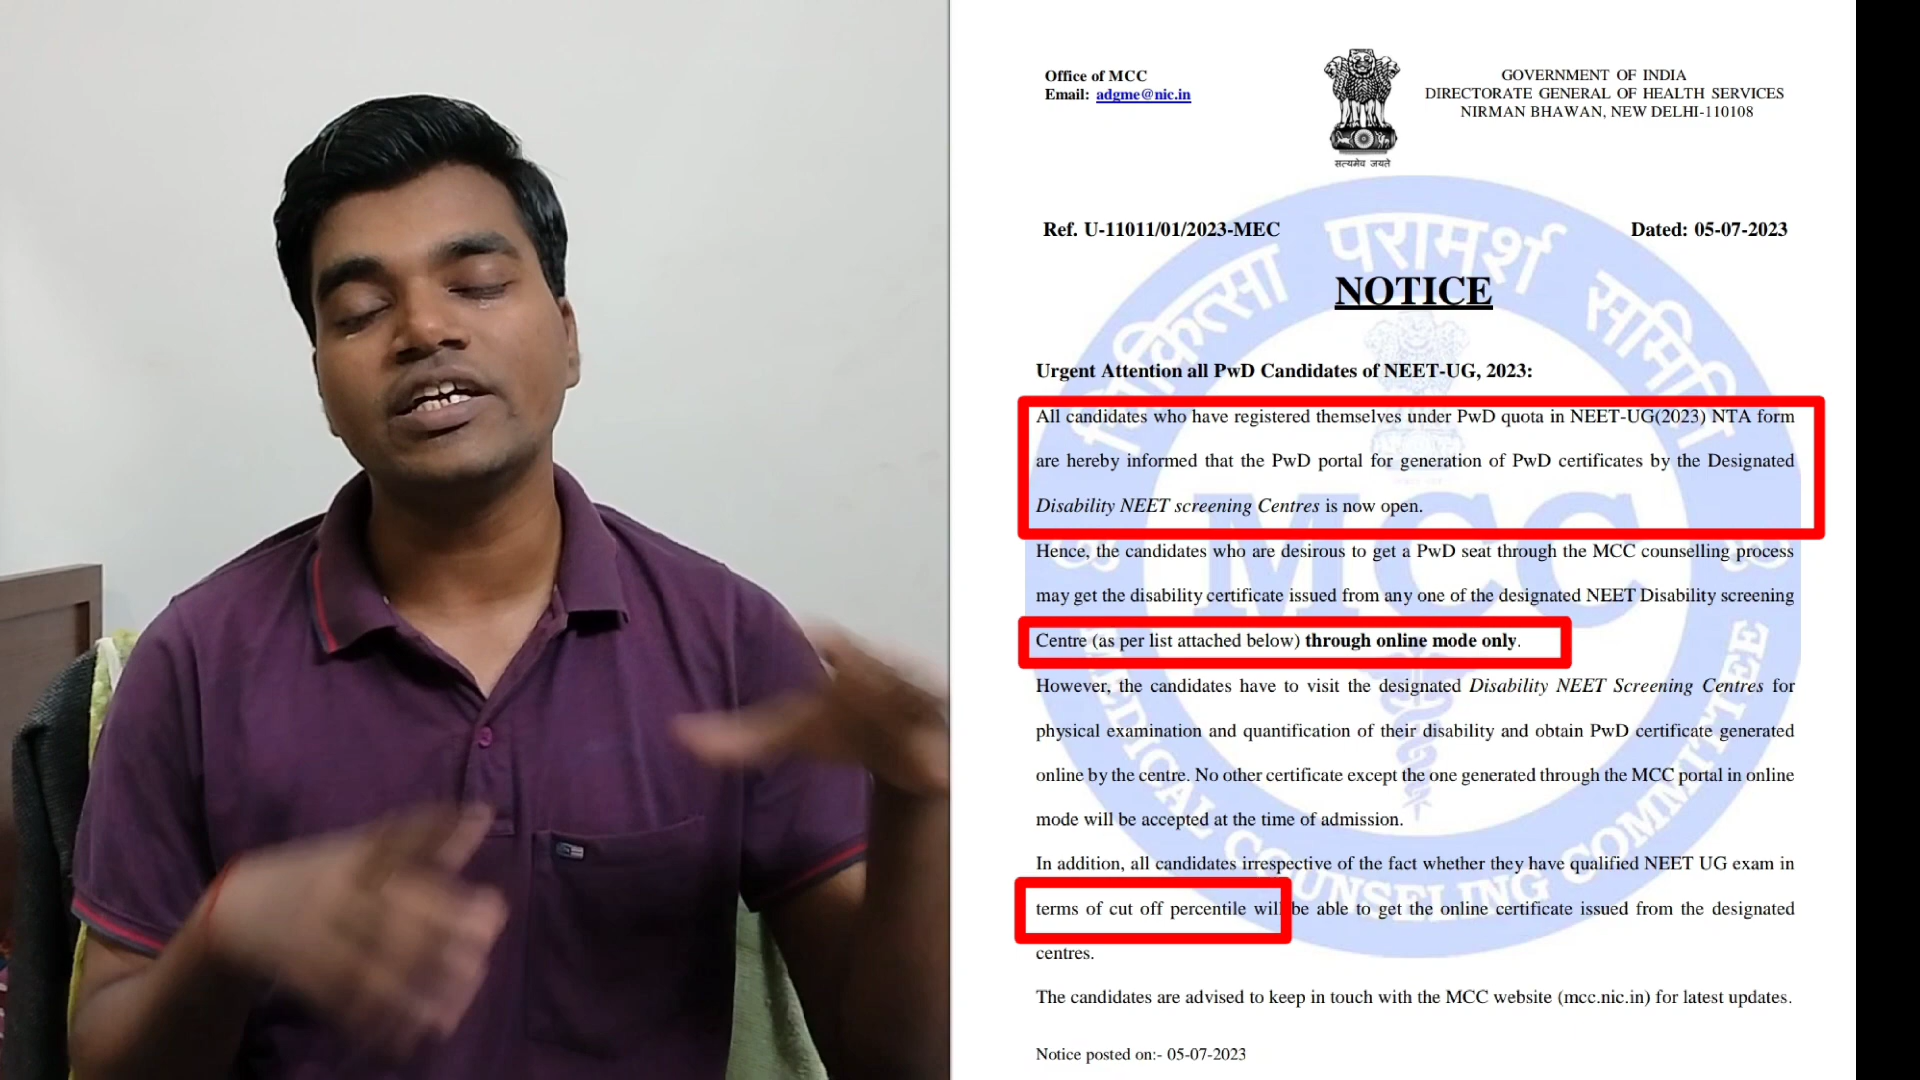 Office of MCC
Email: adgme@nic.in
GOVERNMENT OF INDIA
DIRECTORATE GENERAL OF HEALTH SERVICES
NIRMAN BHAWAN, NEW DELHI-110108
सत्यमेव जयते
Ref. U-11011/01/2023-MEC
Dated: 05-07-2023
NOTICE
चिकित्सा परामर्श समिति
MCC
MEDICAL COUNSELING COMMITTEE
Urgent Attention all PwD Candidates of NEET-UG, 2023:
All candidates who have registered themselves under PwD quota in NEET-UG(2023) NTA form
are hereby informed that the PwD portal for generation of PwD certificates by the Designated
Disability NEET screening Centres is now open.
Hence, the candidates who are desirous to get a PwD seat through the MCC counselling process
may get the disability certificate issued from any one of the designated NEET Disability screening
Centre (as per list attached below) through online mode only.
However, the candidates have to visit the designated Disability NEET Screening Centres for
physical examination and quantification of their disability and obtain PwD certificate generated
online by the centre. No other certificate except the one generated through the MCC portal in online
mode will be accepted at the time of admission.
In addition, all candidates irrespective of the fact whether they have qualified NEET UG exam in
terms of cut off percentile will be able to get the online certificate issued from the designated
centres.
The candidates are advised to keep in touch with the MCC website (mcc.nic.in) for latest updates.
Notice posted on:- 05-07-2023